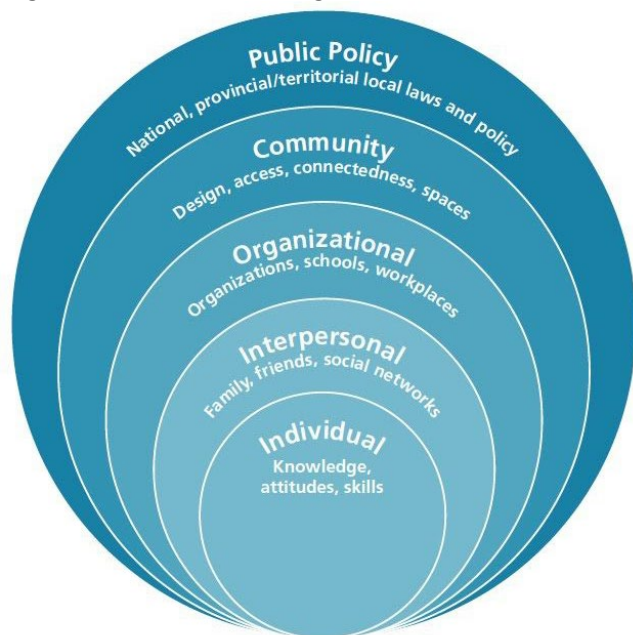 Public Policy
National, provincial/territorial local laws and policy
Community
Design, access, connectedness, spaces
Organizational
Organizations, schools, workplaces
Interpersonal
Family, friends, social networks
Individual
Knowledge,
attitudes, skills